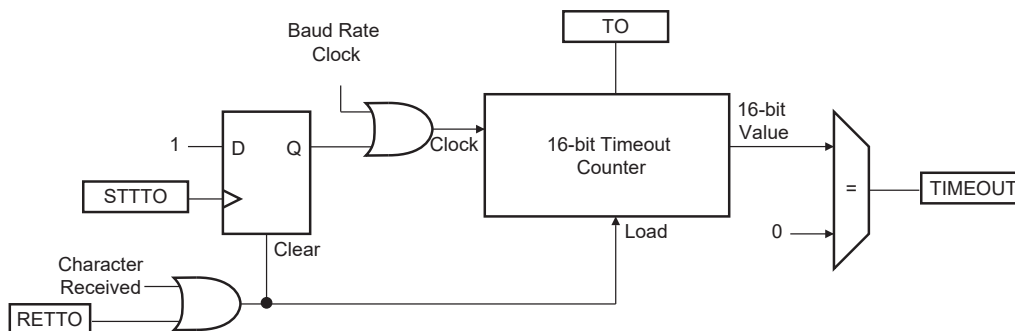 Baud Rate
Clock
TO
1
D
Q
Clock
16-bit Timeout
Counter
16-bit
Value
STTTO
=
TIMEOUT
Clear
Load
0
Character
Received
RETTO